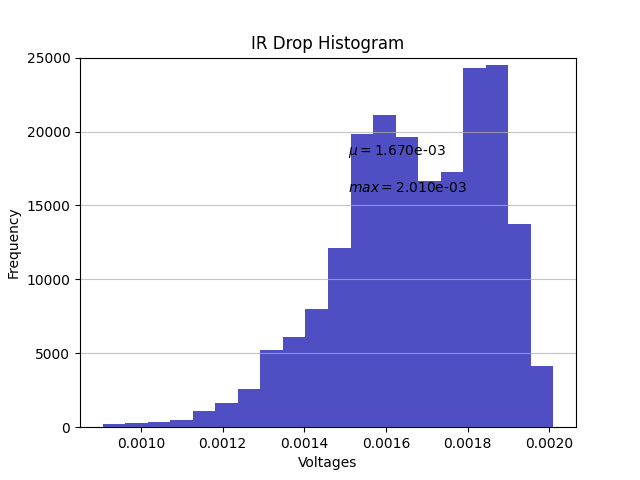 IR Drop Histogram
25000
20000
15000
10000
5000
0
Frequency
μ = 1.670e-03
max = 2.010e-03
0.0010 0.0012 0.0014 0.0016 0.0018 0.0020
Voltages